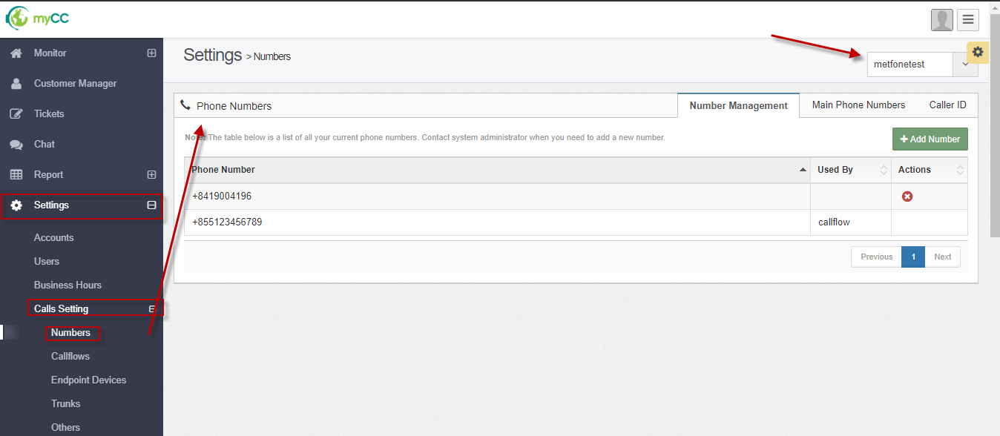 myCC
Monitor
Customer Manager
Tickets
Chat
Report
Settings
Accounts
Users
Business Hours
Calls Setting
Numbers
Callflows
Endpoint Devices
Trunks
Others
Settings > Numbers
metfonetest
Phone Numbers
Number Management Main Phone Numbers Caller ID
Note: The table below is a list of all your current phone numbers. Contact system administrator when you need to add a new number.
+ Add Number
Phone Number Used By Actions
+8419004196
+855123456789 callflow
Previous 1 Next